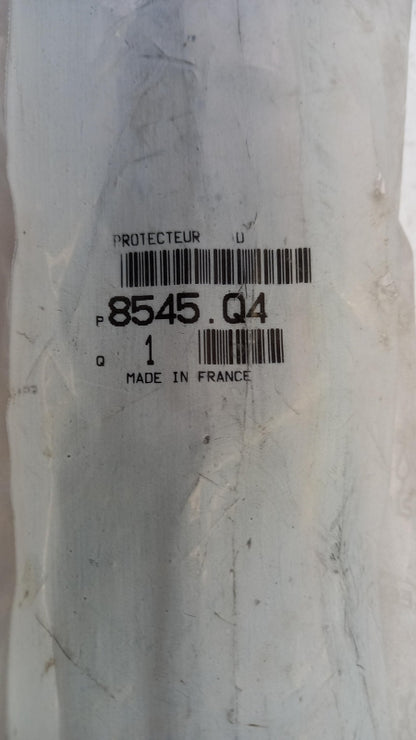 PROTECTEUR D
P 8545.Q4
Q 1
MADE IN FRANCE